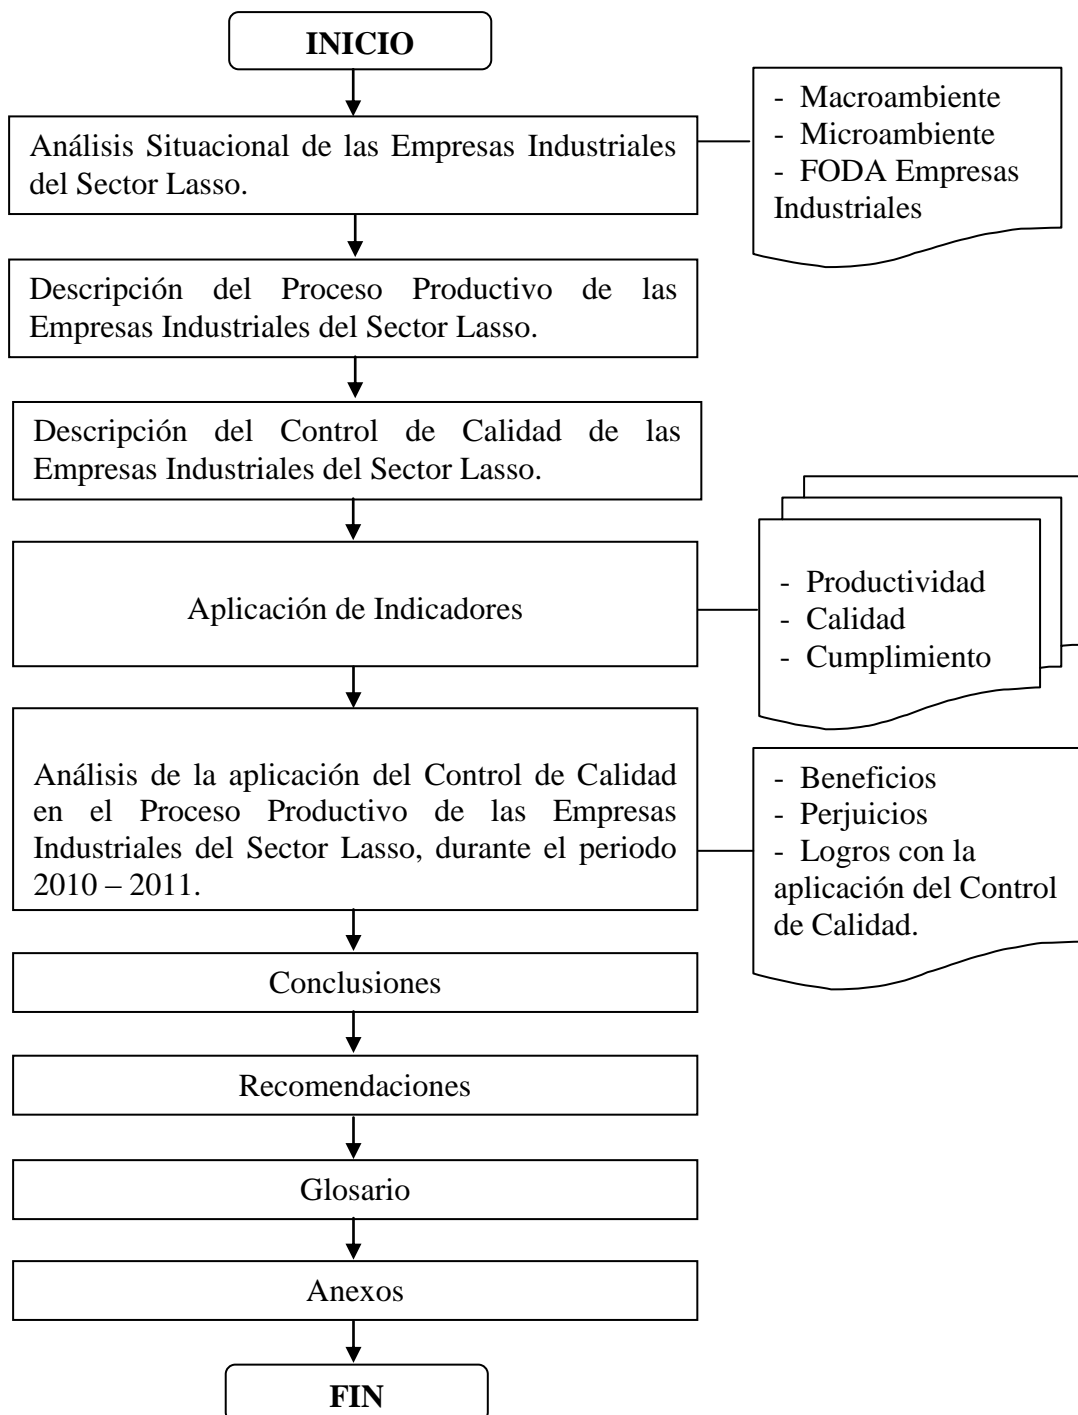 INICIO
Análisis Situacional de las Empresas Industriales
del Sector Lasso.
- Macroambiente
- Microambiente
- FODA Empresas
Industriales
Descripción del Proceso Productivo de las
Empresas Industriales del Sector Lasso.
Descripción del Control de Calidad de las
Empresas Industriales del Sector Lasso.
Aplicación de Indicadores
- Productividad
- Calidad
- Cumplimiento
Análisis de la aplicación del Control de Calidad
en el Proceso Productivo de las Empresas
Industriales del Sector Lasso, durante el periodo
2010 – 2011.
- Beneficios
- Perjuicios
- Logros con la
aplicación del Control
de Calidad.
Conclusiones
Recomendaciones
Glosario
Anexos
FIN